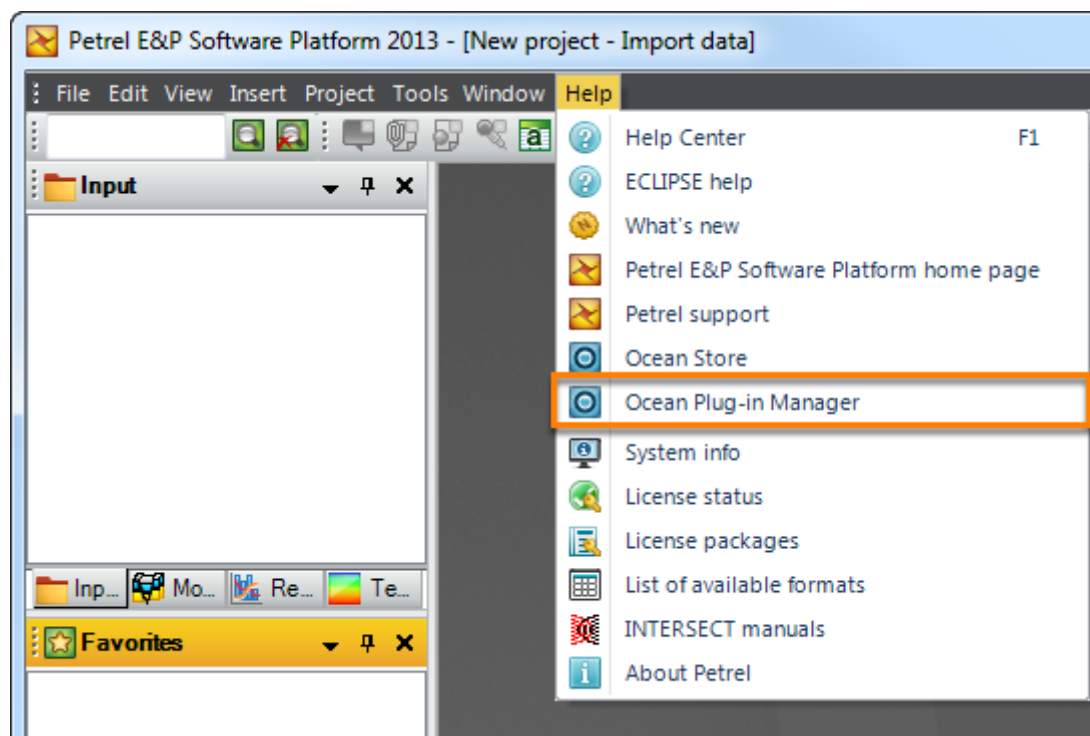 Petrel E&P Software Platform 2013 - [New project - Import data]
File Edit View Insert Project Tools Window Help
a
Input
Help Center F1
ECLIPSE help
What's new
Petrel E&P Software Platform home page
Petrel support
Ocean Store
Ocean Plug-in Manager
System info
License status
License packages
List of available formats
INTERSECT manuals
About Petrel
Inp... Mo... Re... Te...
Favorites